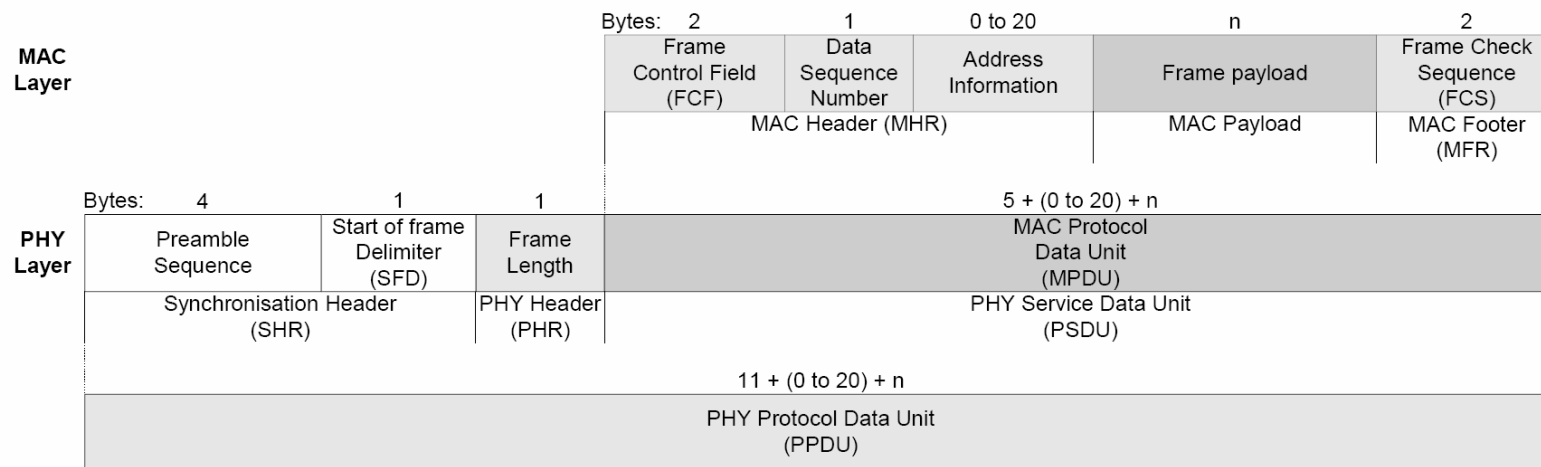 Bytes: 2 1 0 to 20 n 2
MAC
Layer
Frame
Control Field
(FCF)
Data
Sequence
Number
Address
Information
Frame payload
Frame Check
Sequence
(FCS)
MAC Header (MHR)
MAC Payload
MAC Footer
(MFR)
Bytes: 4 1 1 5 + (0 to 20) + n
PHY
Layer
Preamble
Sequence
Start of frame
Delimiter
(SFD)
Frame
Length
MAC Protocol
Data Unit
(MPDU)
Synchronisation Header
(SHR)
PHY Header
(PHR)
PHY Service Data Unit
(PSDU)
11 + (0 to 20) + n
PHY Protocol Data Unit
(PPDU)